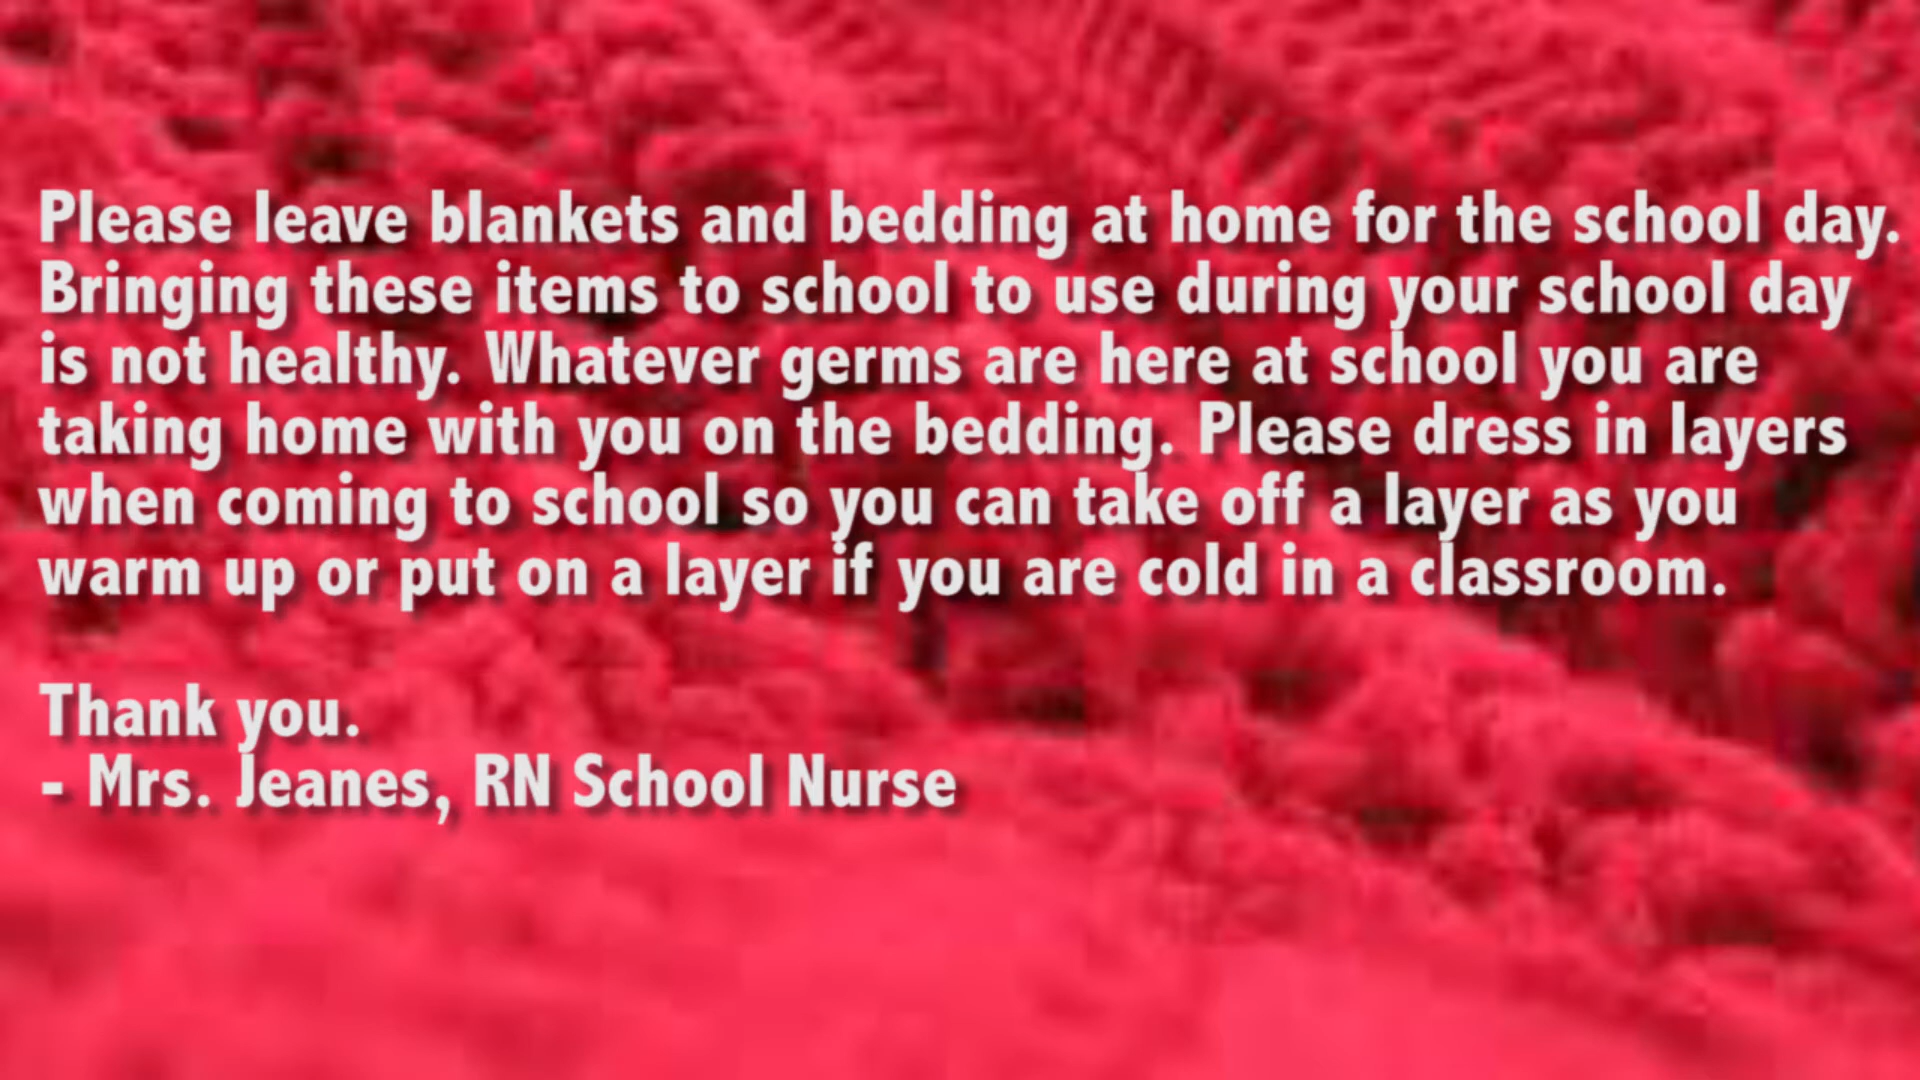 Please leave blankets and bedding at home for the school day.
Bringing these items to school to use during your school day
is not healthy. Whatever germs are here at school you are
taking home with you on the bedding. Please dress in layers
when coming to school so you can take off a layer as you
warm up or put on a layer if you are cold in a classroom.
Thank you.
- Mrs. Jeanes, RN School Nurse